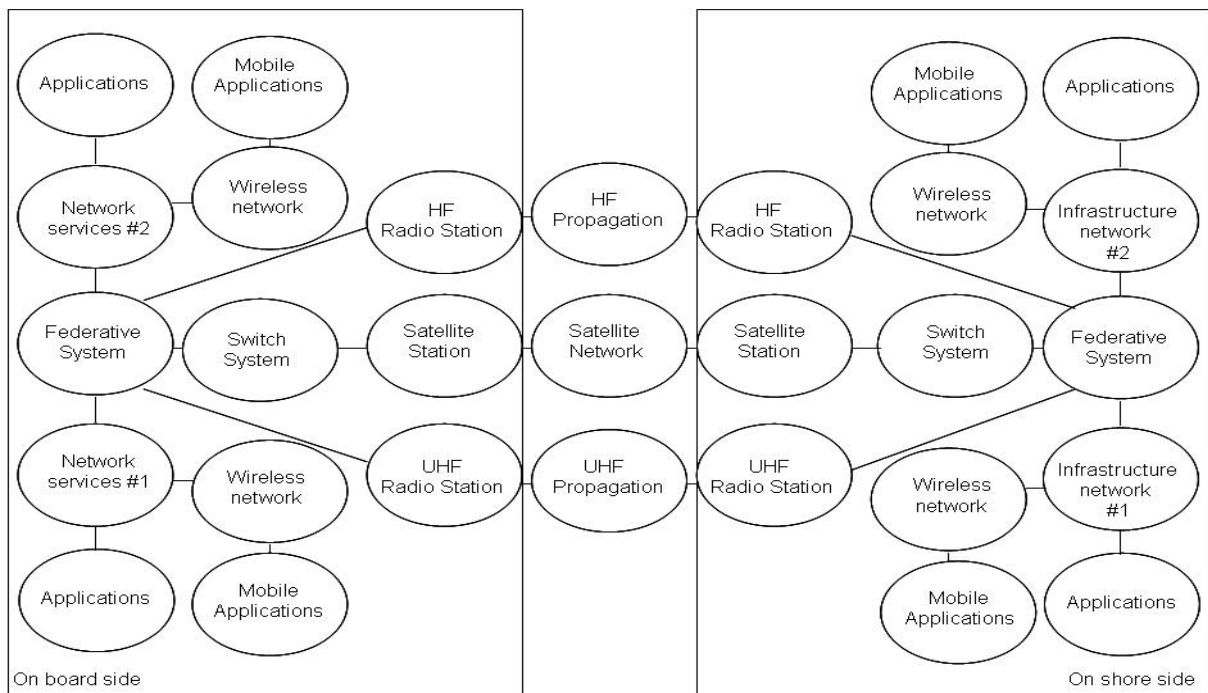 Applications
Mobile
Applications
Network
services #2
Wireless
network
HF
Radio Station
Federative
System
Switch
System
Satellite
Station
Network
services #1
Wireless
network
UHF
Radio Station
Applications
Mobile
Applications
On board side
HF
Propagation
Satellite
Network
UHF
Propagation
Mobile
Applications
Applications
Wireless
network
Infrastructure
network
#2
HF
Radio Station
Satellite
Station
Switch
System
Federative
System
UHF
Radio Station
Wireless
network
Infrastructure
network
#1
Mobile
Applications
Applications
On shore side